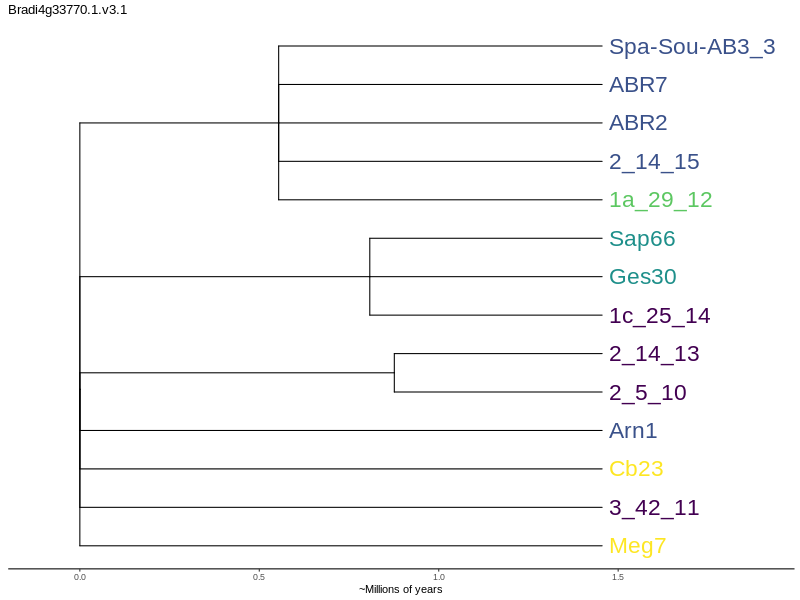 Bradi4g33770.1.v3.1
Spa-Sou-AB3_3
ABR7
ABR2
2_14_15
1a_29_12
Sap66
Ges30
1c_25_14
2_14_13
2_5_10
Arn1
Cb23
3_42_11
Meg7
0.0 0.5 1.0 1.5
~Millions of years